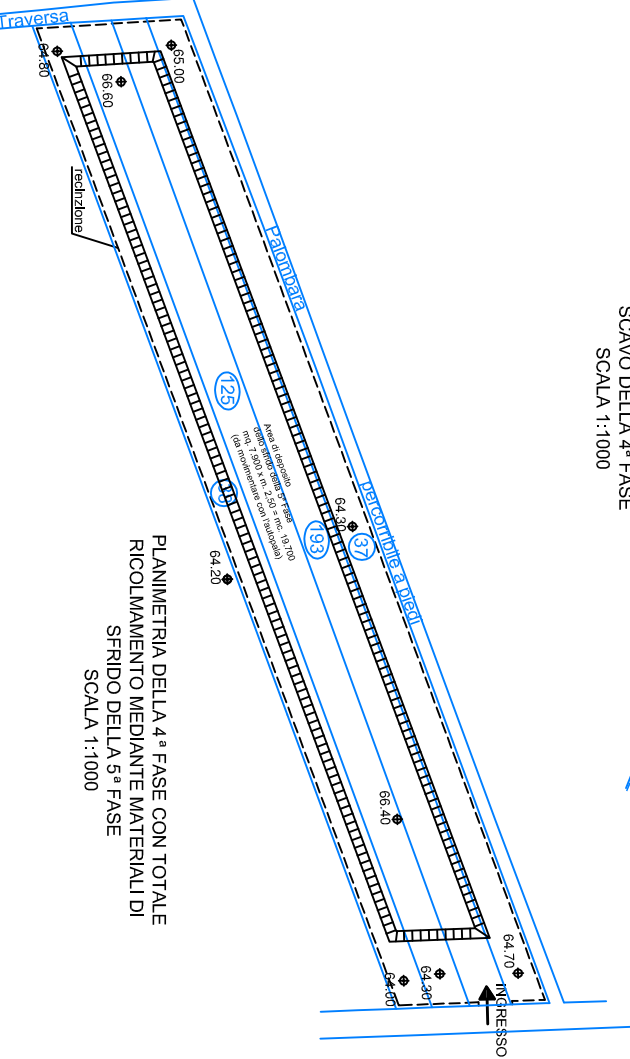 Traversa
64.80
65.00
66.60
recinzione
Palombara
percorribile a piedi
125
193
37
Area di deposito
dello sfrido della 5ª Fase
mq. 7.900 x m. 2,50 = mc. 19.700
(da movimentare con l'autopala)
64.30
64.20
66.40
64.70
64.30
64.00
INGRESSO
SCAVO DELLA 4ª FASE
SCALA 1:1000
PLANIMETRIA DELLA 4ª FASE CON TOTALE
RICOLMAMENTO MEDIANTE MATERIALI DI
SFRIDO DELLA 5ª FASE
SCALA 1:1000